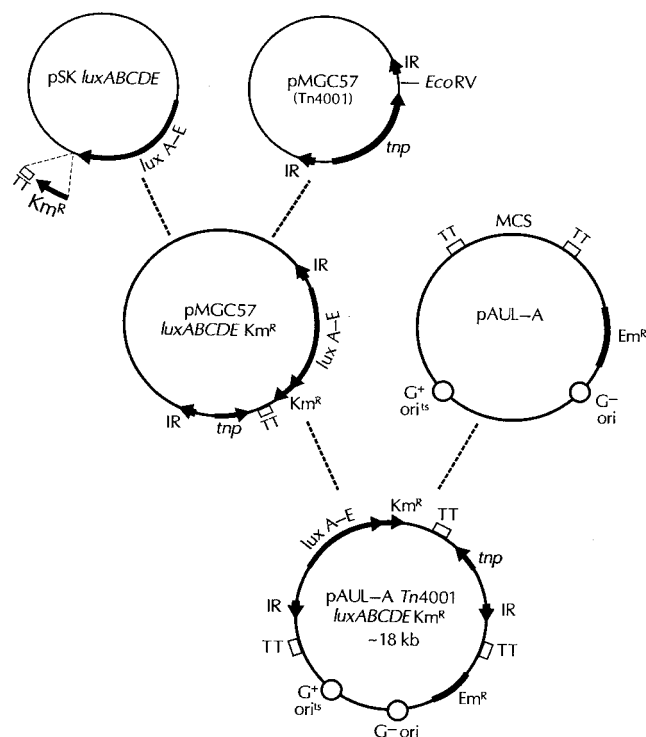 pSK luxABCDE
lux A–E
TT
Kmᴿ
pMGC57
(Tn4001)
IR
EcoRV
tnp
IR
pMGC57
luxABCDE Kmᴿ
IR
lux A–E
Kmᴿ
TT
tnp
IR
MCS
TT
TT
pAUL–A
Emᴿ
G⁺
oriᵗˢ
G⁻
ori
pAUL–A Tn4001
luxABCDE Kmᴿ
~18 kb
lux A–E
Kmᴿ
TT
tnp
IR
IR
TT
TT
G⁺
oriᵗˢ
G⁻ ori
Emᴿ